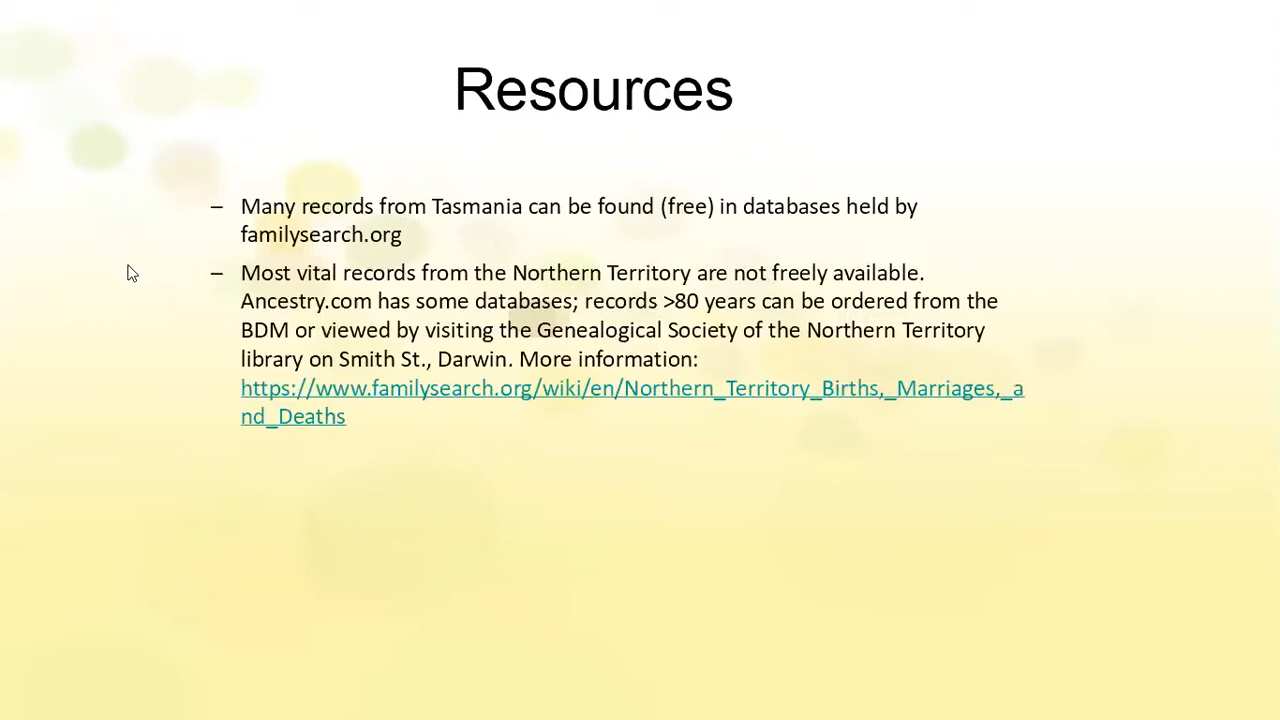 Resources
– Many records from Tasmania can be found (free) in databases held by
familysearch.org
– Most vital records from the Northern Territory are not freely available.
Ancestry.com has some databases; records >80 years can be ordered from the
BDM or viewed by visiting the Genealogical Society of the Northern Territory
library on Smith St., Darwin. More information:
https://www.familysearch.org/wiki/en/Northern_Territory_Births,_Marriages,_a
nd_Deaths